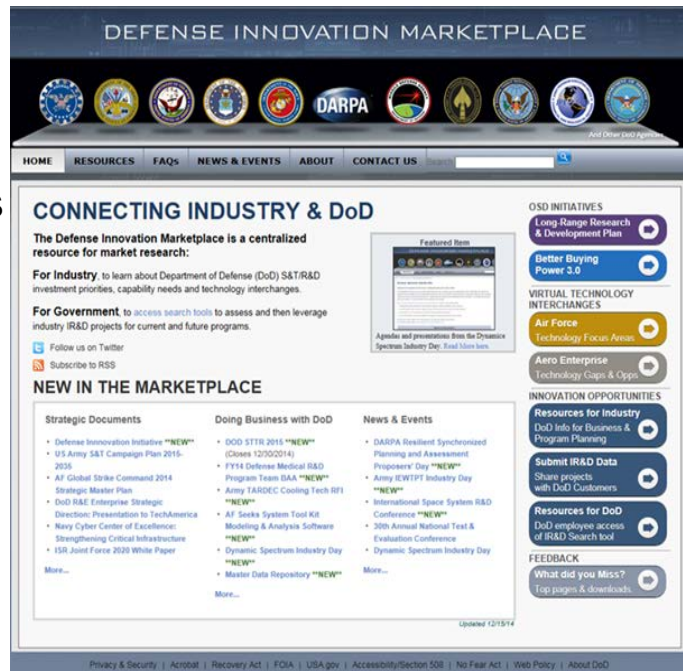 DEFENSE INNOVATION MARKETPLACE
DARPA
And Other DoD Agencies
HOME RESOURCES FAQs NEWS & EVENTS ABOUT CONTACT US Search
S
CONNECTING INDUSTRY & DoD
The Defense Innovation Marketplace is a centralized
resource for market research:
For Industry, to learn about Department of Defense (DoD) S&T/R&D
investment priorities, capability needs and technology interchanges.
For Government, to access search tools to assess and then leverage
industry IR&D projects for current and future programs.
Follow us on Twitter
Subscribe to RSS
Featured Item
Agendas and presentations from the Dynamics
Spectrum Industry Day. Read More here
NEW IN THE MARKETPLACE
Strategic Documents
Defense Innnovation Initiative **NEW**
US Army S&T Campaign Plan 2015-
2035
AF Global Strike Command 2014
Strategic Master Plan
DoD R&E Enterprise Strategic
Direction: Presentation to TechAmerica
Navy Cyber Center of Excellence:
Strengthening Critical Infrastructure
ISR Joint Force 2020 White Paper
More...
Doing Business with DoD
DOD STTR 2015 **NEW**
(Closes 12/30/2014)
FY14 Defense Medical R&D
Program Team BAA **NEW**
Army TARDEC Cooling Tech RFI
**NEW**
AF Seeks System Tool Kit
Modeling & Analysis Software
**NEW**
Dynamic Spectrum Industry Day
**NEW**
Master Data Repository **NEW**
More...
News & Events
DARPA Resilient Synchronized
Planning and Assessment
Proposers' Day **NEW**
Army IEWTPT Industry Day
**NEW**
International Space System R&D
Conference **NEW**
30th Annual National Test &
Evaluation Conference
Dynamic Spectrum Industry Day
More...
Updated 12/15/14
OSD INITIATIVES
Long-Range Research
& Development Plan
Better Buying
Power 3.0
VIRTUAL TECHNOLOGY
INTERCHANGES
Air Force
Technology Focus Areas
Aero Enterprise
Technology Gaps & Opps
INNOVATION OPPORTUNITIES
Resources for Industry
DoD Info for Business &
Program Planning
Submit IR&D Data
Share projects
with DoD Customers
Resources for DoD
DoD employee access
of IR&D Search tool
FEEDBACK
What did you Miss?
Top pages & downloads
Privacy & Security | Acrobat | Recovery Act | FOIA | USA.gov | Accessibility/Section 508 | No Fear Act | Web Policy | About DoD